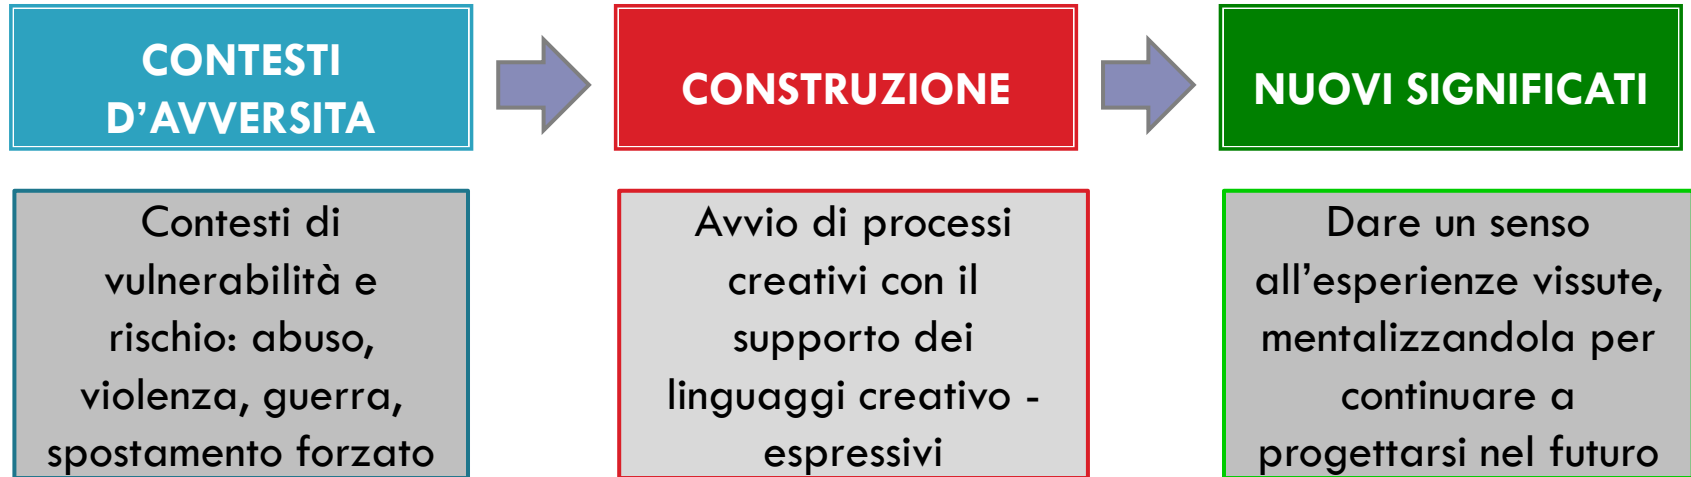 CONTESTI
D’AVVERSITA
CONSTRUZIONE
NUOVI SIGNIFICATI
Contesti di
vulnerabilità e
rischio: abuso,
violenza, guerra,
spostamento forzato
Avvio di processi
creativi con il
supporto dei
linguaggi creativo -
espressivi
Dare un senso
all’esperienze vissute,
mentalizzandola per
continuare a
progettarsi nel futuro